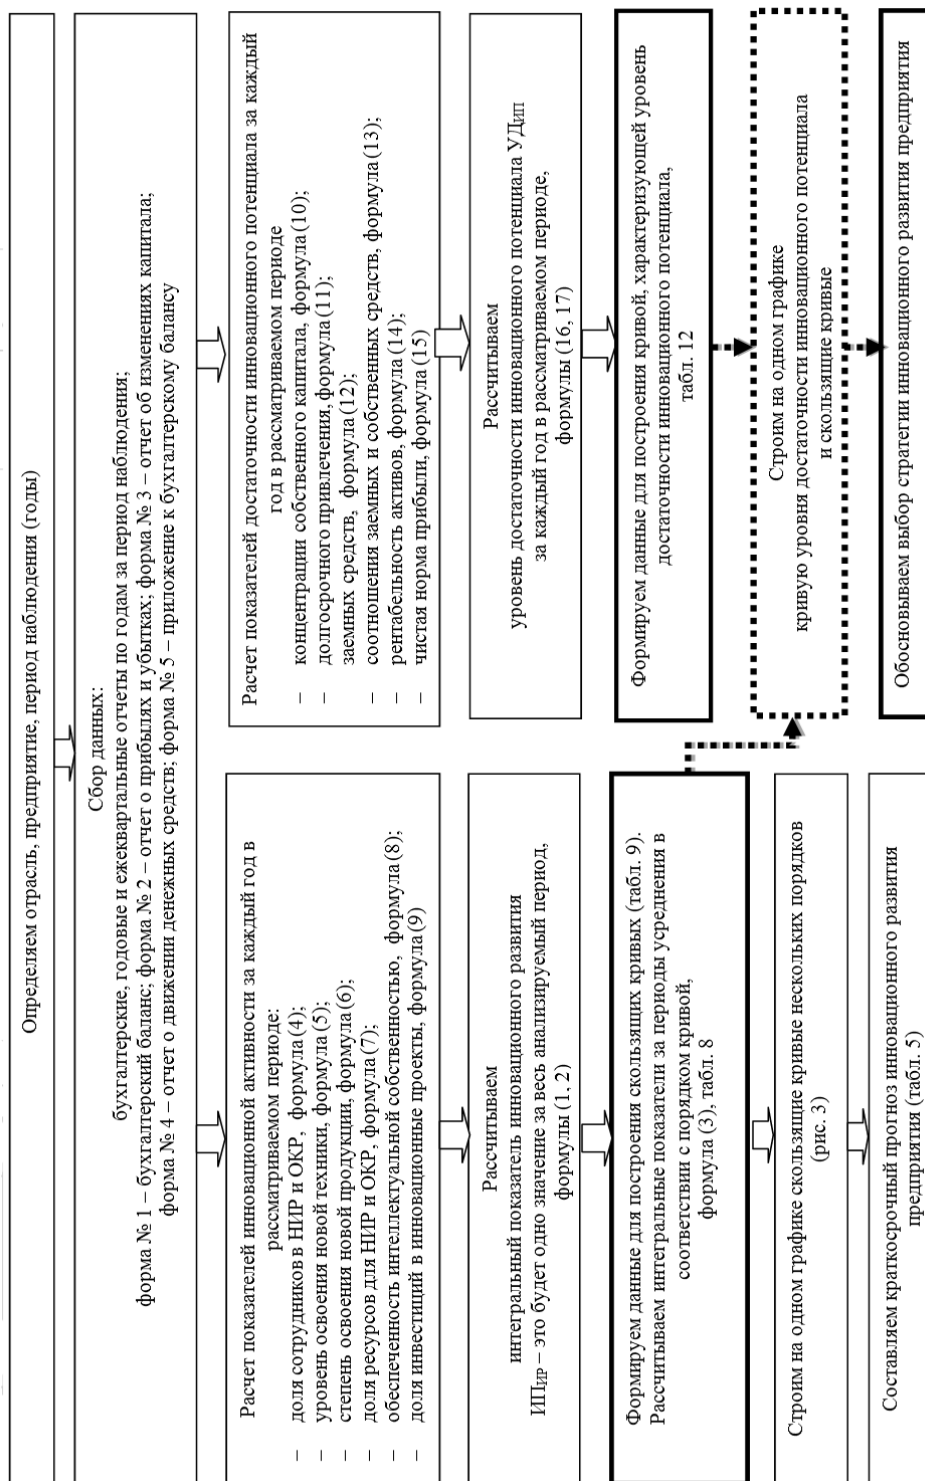 Определяем отрасль, предприятие, период наблюдения (годы)
Сбор данных:
бухгалтерские, годовые и ежеквартальные отчеты по годам за период наблюдения;
форма № 1 – бухгалтерский баланс; форма № 2 – отчет о прибылях и убытках; форма № 3 – отчет об изменениях капитала;
форма № 4 – отчет о движении денежных средств; форма № 5 – приложение к бухгалтерскому балансу
Расчет показателей инновационной активности за каждый год в
рассматриваемом периоде:
– доля сотрудников в НИР и ОКР, формула (4);
– уровень освоения новой техники, формула (5);
– степень освоения новой продукции, формула (6);
– доля ресурсов для НИР и ОКР, формула (7);
– обеспеченность интеллектуальной собственностью, формула (8);
– доля инвестиций в инновационные проекты, формула (9)
Рассчитываем
интегральный показатель инновационного развития
ИПИР – это будет одно значение за весь анализируемый период,
формулы (1, 2)
Формируем данные для построения скользящих кривых (табл. 9).
Рассчитываем интегральные показатели за периоды усреднения в
соответствии с порядком кривой,
формула (3), табл. 8
Строим на одном графике скользящие кривые нескольких порядков
(рис. 3)
Составляем краткосрочный прогноз инновационного развития
предприятия (табл. 5)
Расчет показателей достаточности инновационного потенциала за каждый
год в рассматриваемом периоде
– концентрации собственного капитала, формула (10);
– долгосрочного привлечения, формула (11);
заемных средств, формула (12);
– соотношения заемных и собственных средств, формула (13);
– рентабельность активов, формула (14);
– чистая норма прибыли, формула (15)
Рассчитываем
уровень достаточности инновационного потенциала УДИП
за каждый год в рассматриваемом периоде,
формулы (16, 17)
Формируем данные для построения кривой, характеризующей уровень
достаточности инновационного потенциала,
табл. 12
Строим на одном графике
кривую уровня достаточности инновационного потенциала
и скользящие кривые
Обосновываем выбор стратегии инновационного развития предприятия